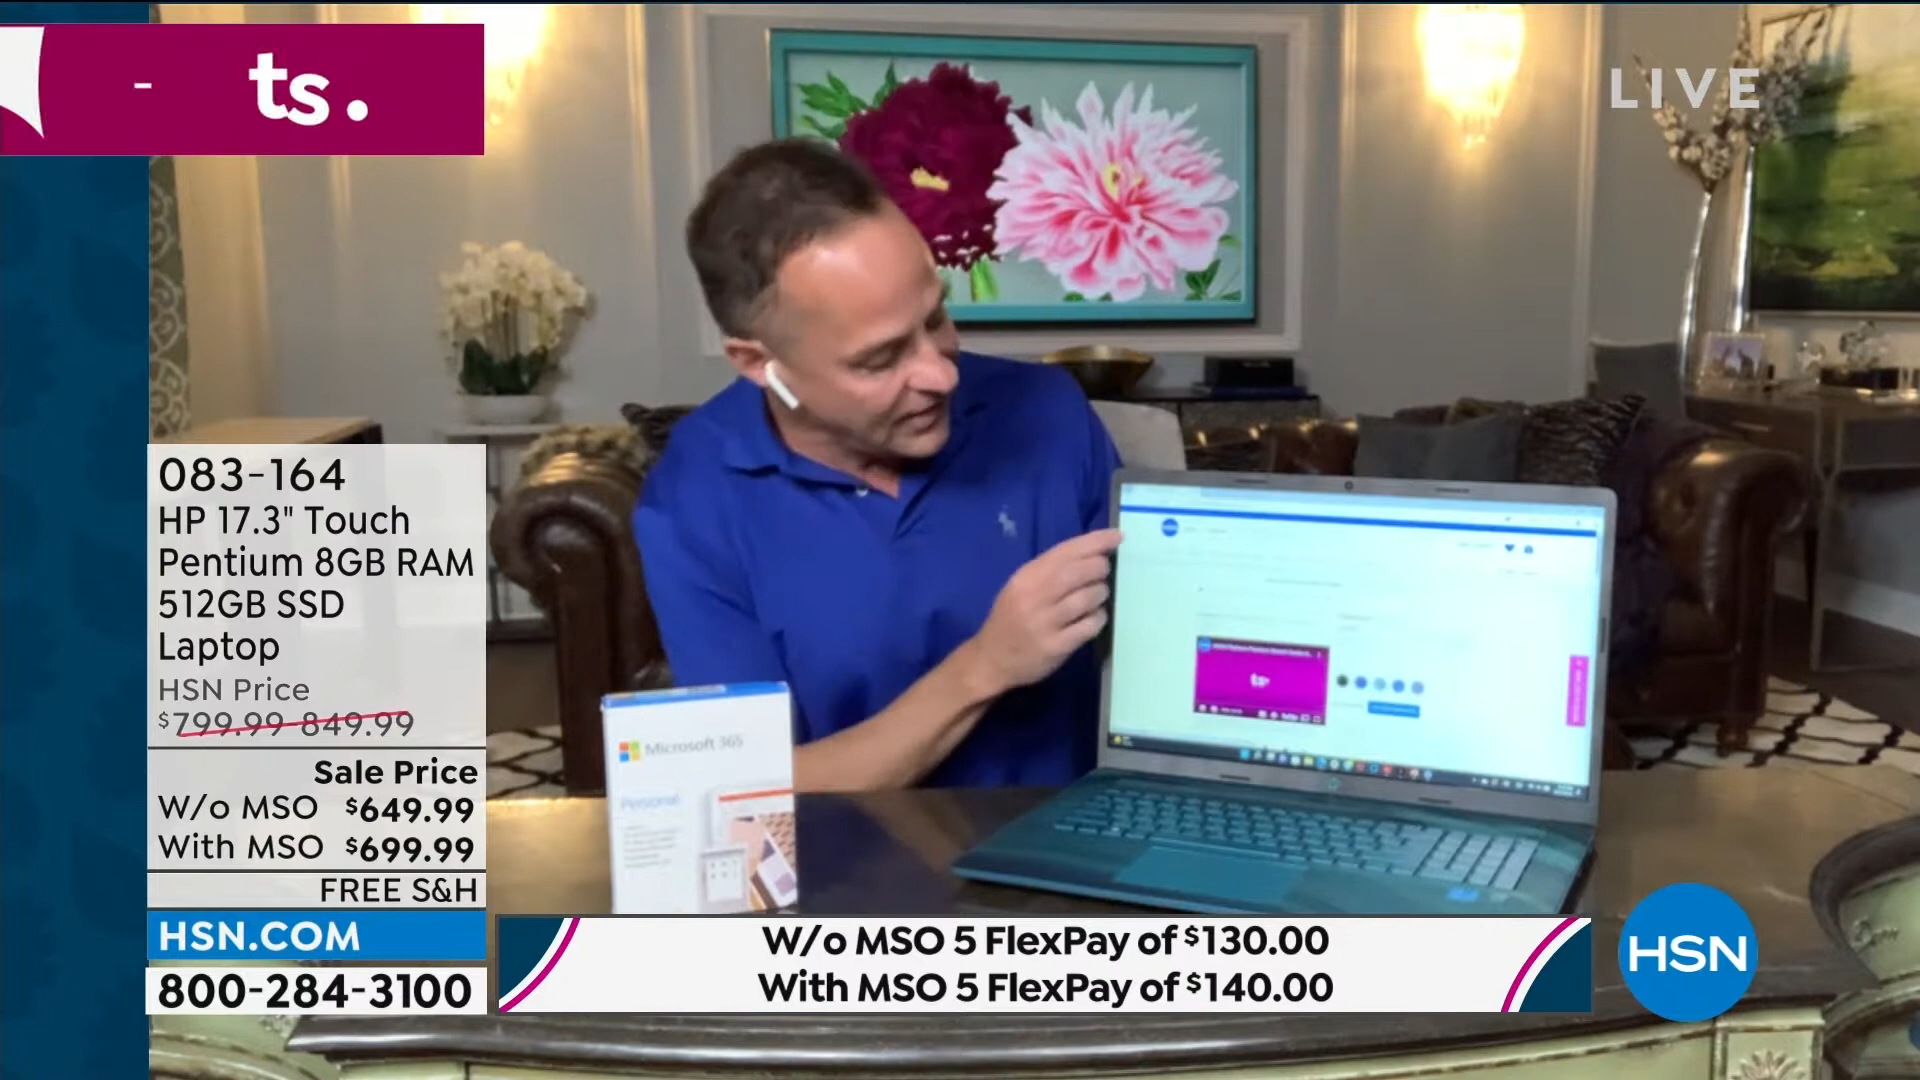 - ts.
LIVE
083-164
HP 17.3" Touch
Pentium 8GB RAM
512GB SSD
Laptop
HSN Price
$799.99-849.99
Sale Price
W/o MSO $649.99
With MSO $699.99
FREE S&H
HSN.COM
800-284-3100
Microsoft 365
Personal
ts.
W/o MSO 5 FlexPay of $130.00
With MSO 5 FlexPay of $140.00
HSN